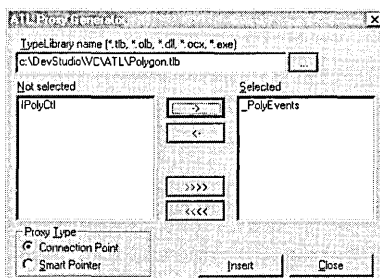 ATL Proxy Generator
TypeLibrary name (*.tlb, *.olb, *.dll, *.ocx, *.exe)
c:\DevStudio\VC\ATL\Polygon.tlb
...
Not selected
Selected
IPolyCtl
->
_PolyEvents
<-
>>>>
<<<<
Proxy Type
Connection Point
Smart Pointer
Insert
Close